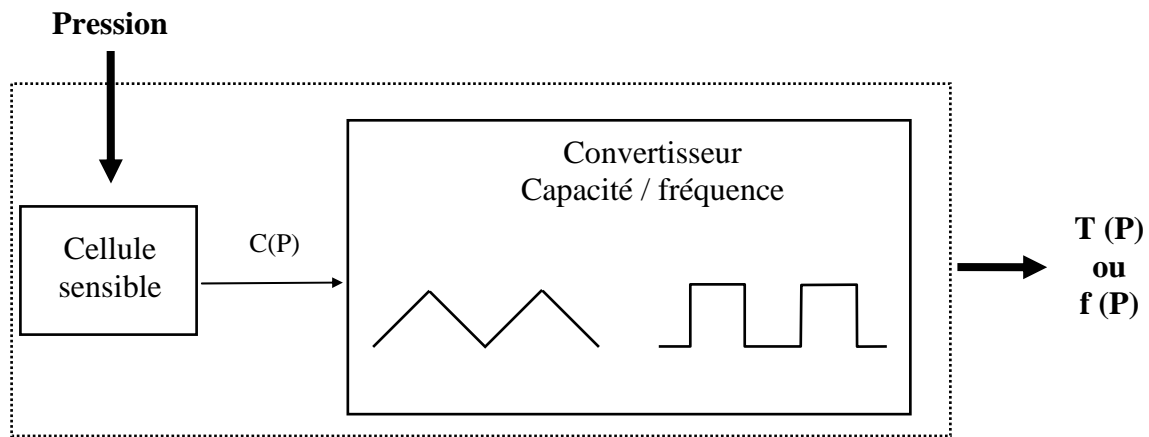 Pression
Convertisseur
Capacité / fréquence
Cellule
sensible
C(P)
T (P)
ou
f (P)